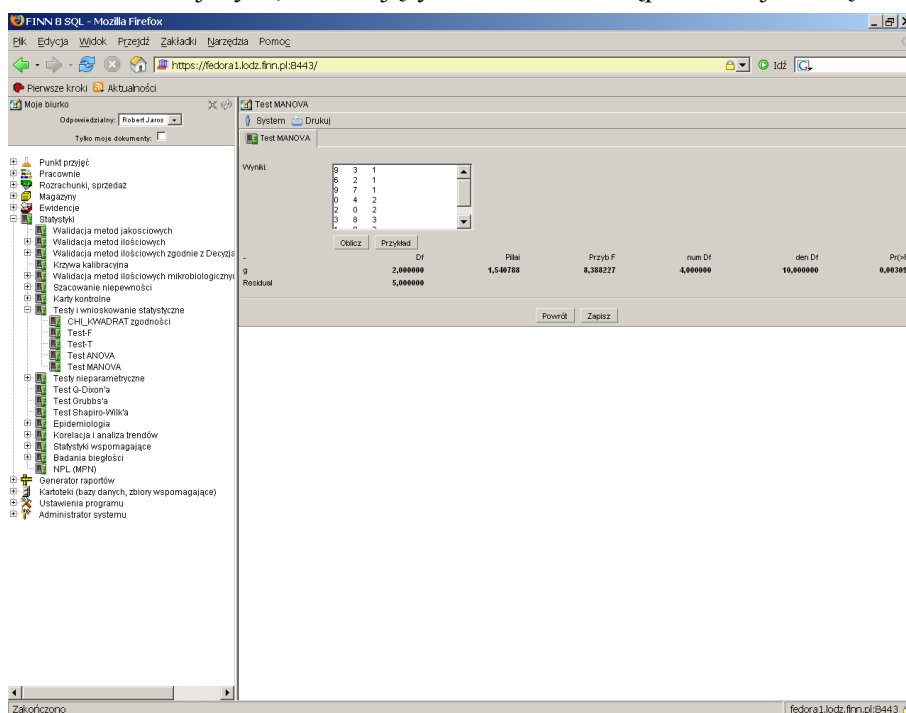 FINN 8 SQL - Mozilla Firefox
Plik Edycja Widok Przejdź Zakładki Narzędzia Pomoc
https://fedora1.lodz.finn.pl:8443/
Idź
Pierwsze kroki Aktualności
Moje biurko
Odpowiedzialny: Robert Jaros
Tylko moje dokumenty:
Punkt przyjęć
Pracownie
Rozrachunki, sprzedaż
Magazyny
Ewidencje
Statystyki
Walidacja metod jakosciowych
Walidacja metod ilościowych
Walidacja metod ilościowych zgodnie z Decyzja
Krzywa kalibracyjna
Walidacja metod ilościowych mikrobiologiczny
Szacowanie niepewności
Karty kontrolne
Testy i wnioskowanie statystyczne
CHI_KWADRAT zgodności
Test-F
Test-T
Test ANOVA
Test MANOVA
Testy nieparametryczne
Test Q-Dixon'a
Test Grubbs'a
Test Shapiro-Wilk'a
Epidemiologia
Korelacja i analiza trendów
Statystyki wspomagające
Badania biegłości
NPL (MPN)
Generator raportów
Kartoteki (bazy danych, zbiory wspomagające)
Ustawienia programu
Administrator systemu
Test MANOVA
System Drukuj
Test MANOVA
Wyniki:
9 3 1
6 2 1
9 7 1
0 4 2
2 0 2
3 8 3
Oblicz Przykład
- Df Pillai Przyb F num Df den Df Pr(>F
g 2,000000 1,540788 8,388227 4,000000 10,000000 0,00309
Residual 5,000000
Powrót Zapisz
Zakończono
fedora1.lodz.finn.pl:8443